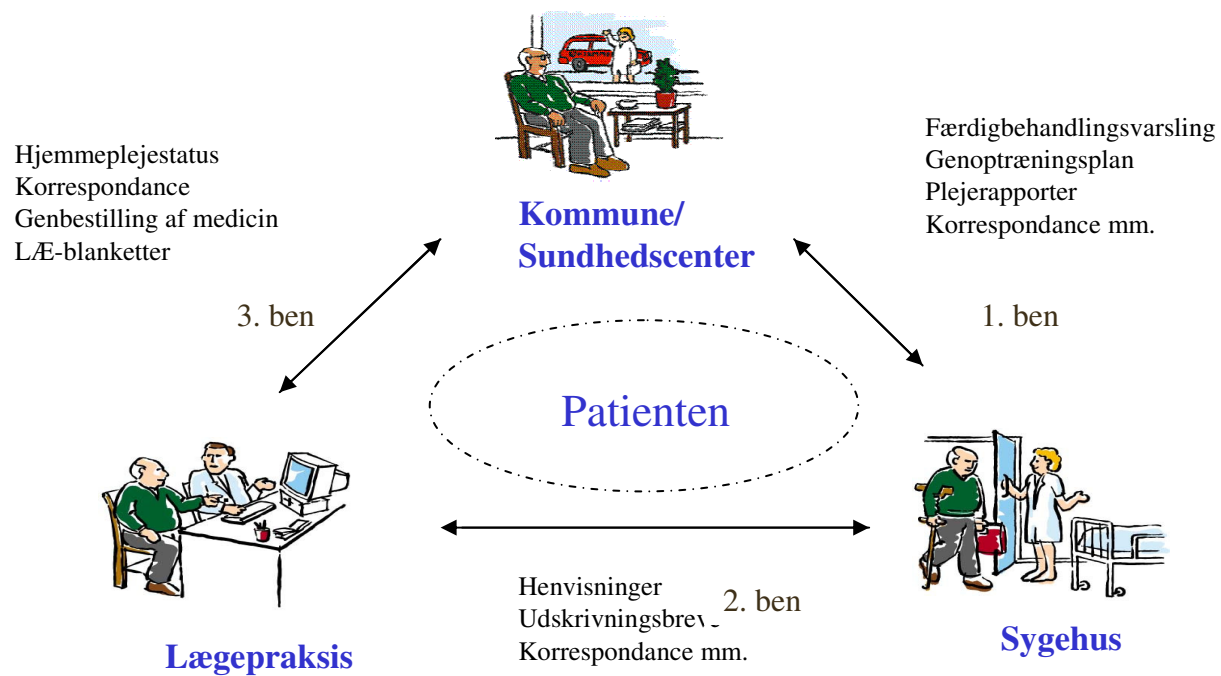 Færdigbehandlingsvarsling
Genoptræningsplan
Plejerapporter
Korrespondance mm.
Hjemmeplejestatus
Korrespondance
Genbestilling af medicin
LÆ-blanketter
Kommune/
Sundhedscenter
3. ben
1. ben
Patienten
Henvisninger
Udskrivningsbreve
2. ben
Korrespondance mm.
Lægepraksis
Sygehus